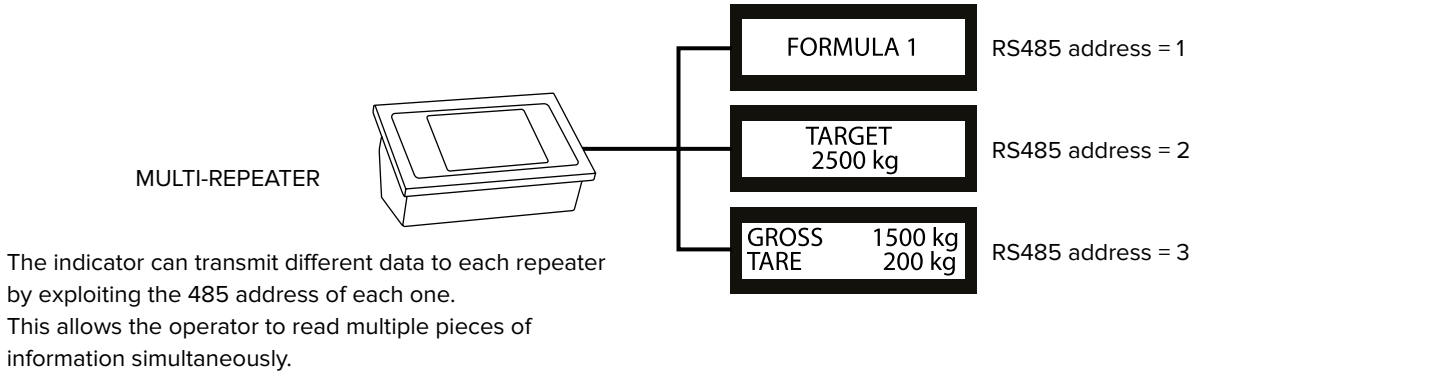 FORMULA 1
RS485 address = 1
TARGET
2500 kg
RS485 address = 2
MULTI-REPEATER
GROSS 1500 kg
TARE 200 kg
RS485 address = 3
The indicator can transmit different data to each repeater
by exploiting the 485 address of each one.
This allows the operator to read multiple pieces of
information simultaneously.